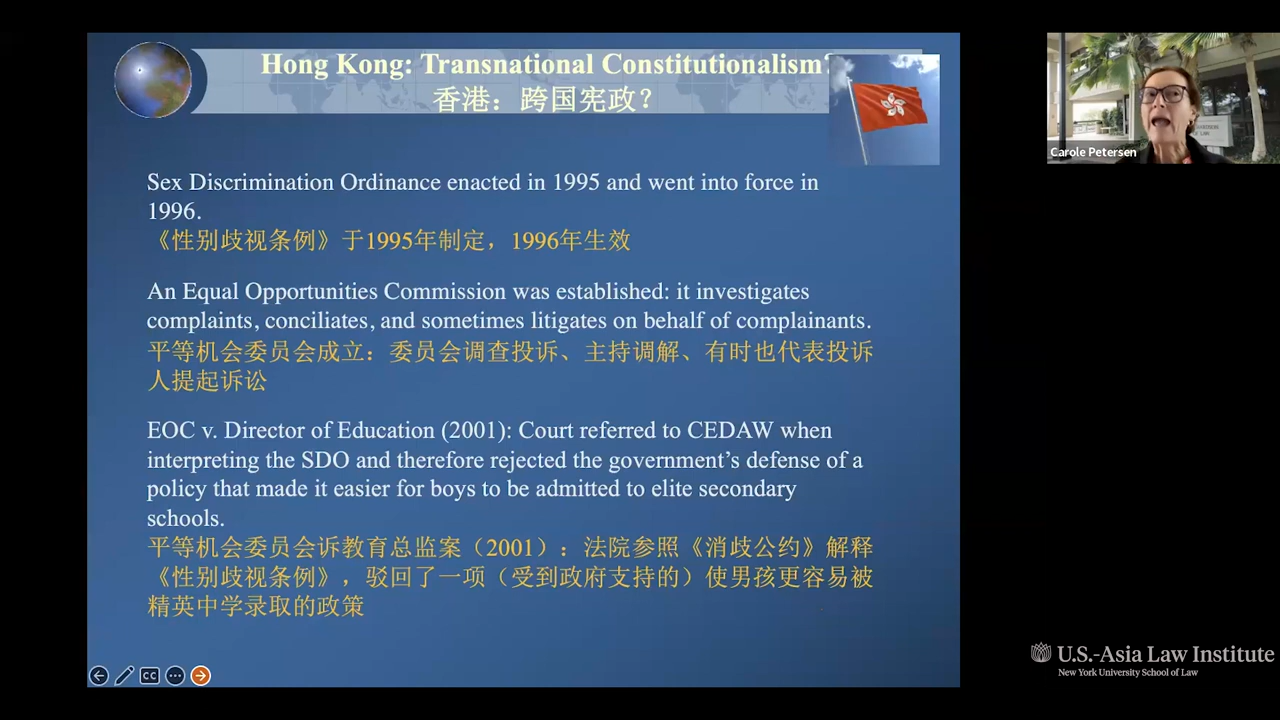 Hong Kong: Transnational Constitutionalism?
香港：跨国宪政？
Sex Discrimination Ordinance enacted in 1995 and went into force in
1996.
《性别歧视条例》于1995年制定，1996年生效
An Equal Opportunities Commission was established: it investigates
complaints, conciliates, and sometimes litigates on behalf of complainants.
平等机会委员会成立：委员会调查投诉、主持调解、有时也代表投诉
人提起诉讼
EOC v. Director of Education (2001): Court referred to CEDAW when
interpreting the SDO and therefore rejected the government’s defense of a
policy that made it easier for boys to be admitted to elite secondary
schools.
平等机会委员会诉教育总监案（2001）：法院参照《消歧公约》解释
《性别歧视条例》，驳回了一项（受到政府支持的）使男孩更容易被
精英中学录取的政策
CC
Carole Petersen
U.S.-Asia Law Institute
New York University School of Law